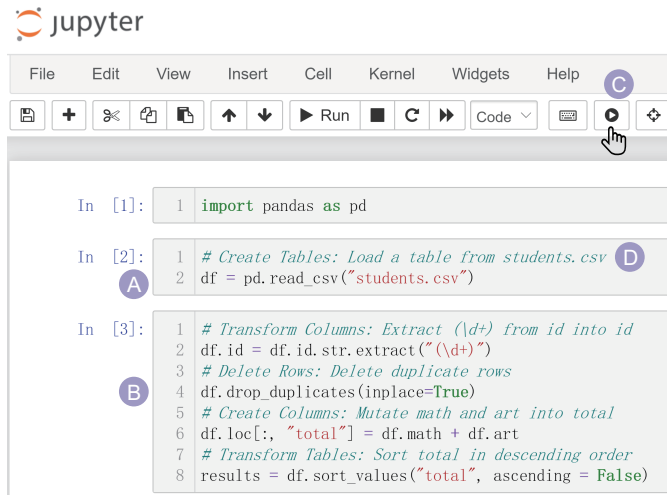 jupyter
File Edit View Insert Cell Kernel Widgets Help
C
Run Code
In [1]: 1 import pandas as pd
In [2]: 1 # Create Tables: Load a table from students.csv D
A 2 df = pd.read_csv("students.csv")
In [3]: 1 # Transform Columns: Extract (\d+) from id into id
2 df.id = df.id.str.extract("(\d+)")
3 # Delete Rows: Delete duplicate rows
B 4 df.drop_duplicates(inplace=True)
5 # Create Columns: Mutate math and art into total
6 df.loc[:, "total"] = df.math + df.art
7 # Transform Tables: Sort total in descending order
8 results = df.sort_values("total", ascending = False)